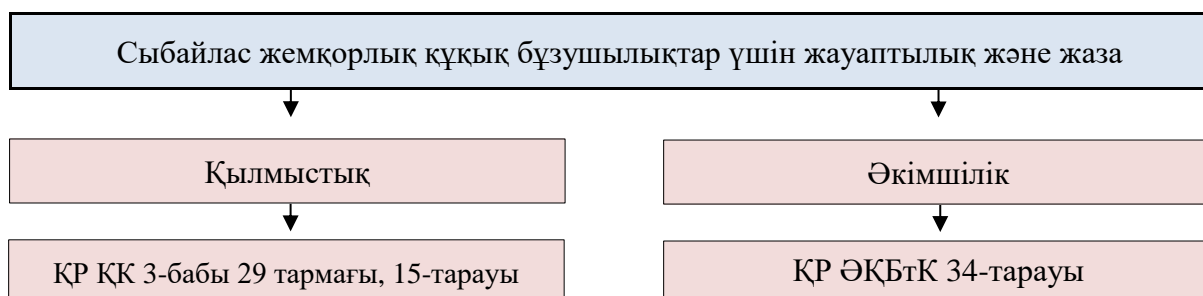 Сыбайлас жемқорлық құқық бұзушылықтар үшін жауаптылық және жаза
Қылмыстық
Әкімшілік
ҚР ҚК 3-бабы 29 тармағы, 15-тарауы
ҚР ӘҚБтК 34-тарауы